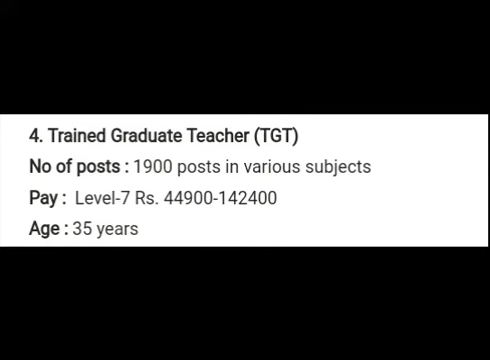 4. Trained Graduate Teacher (TGT)
No of posts : 1900 posts in various subjects
Pay :  Level-7 Rs. 44900-142400
Age : 35 years